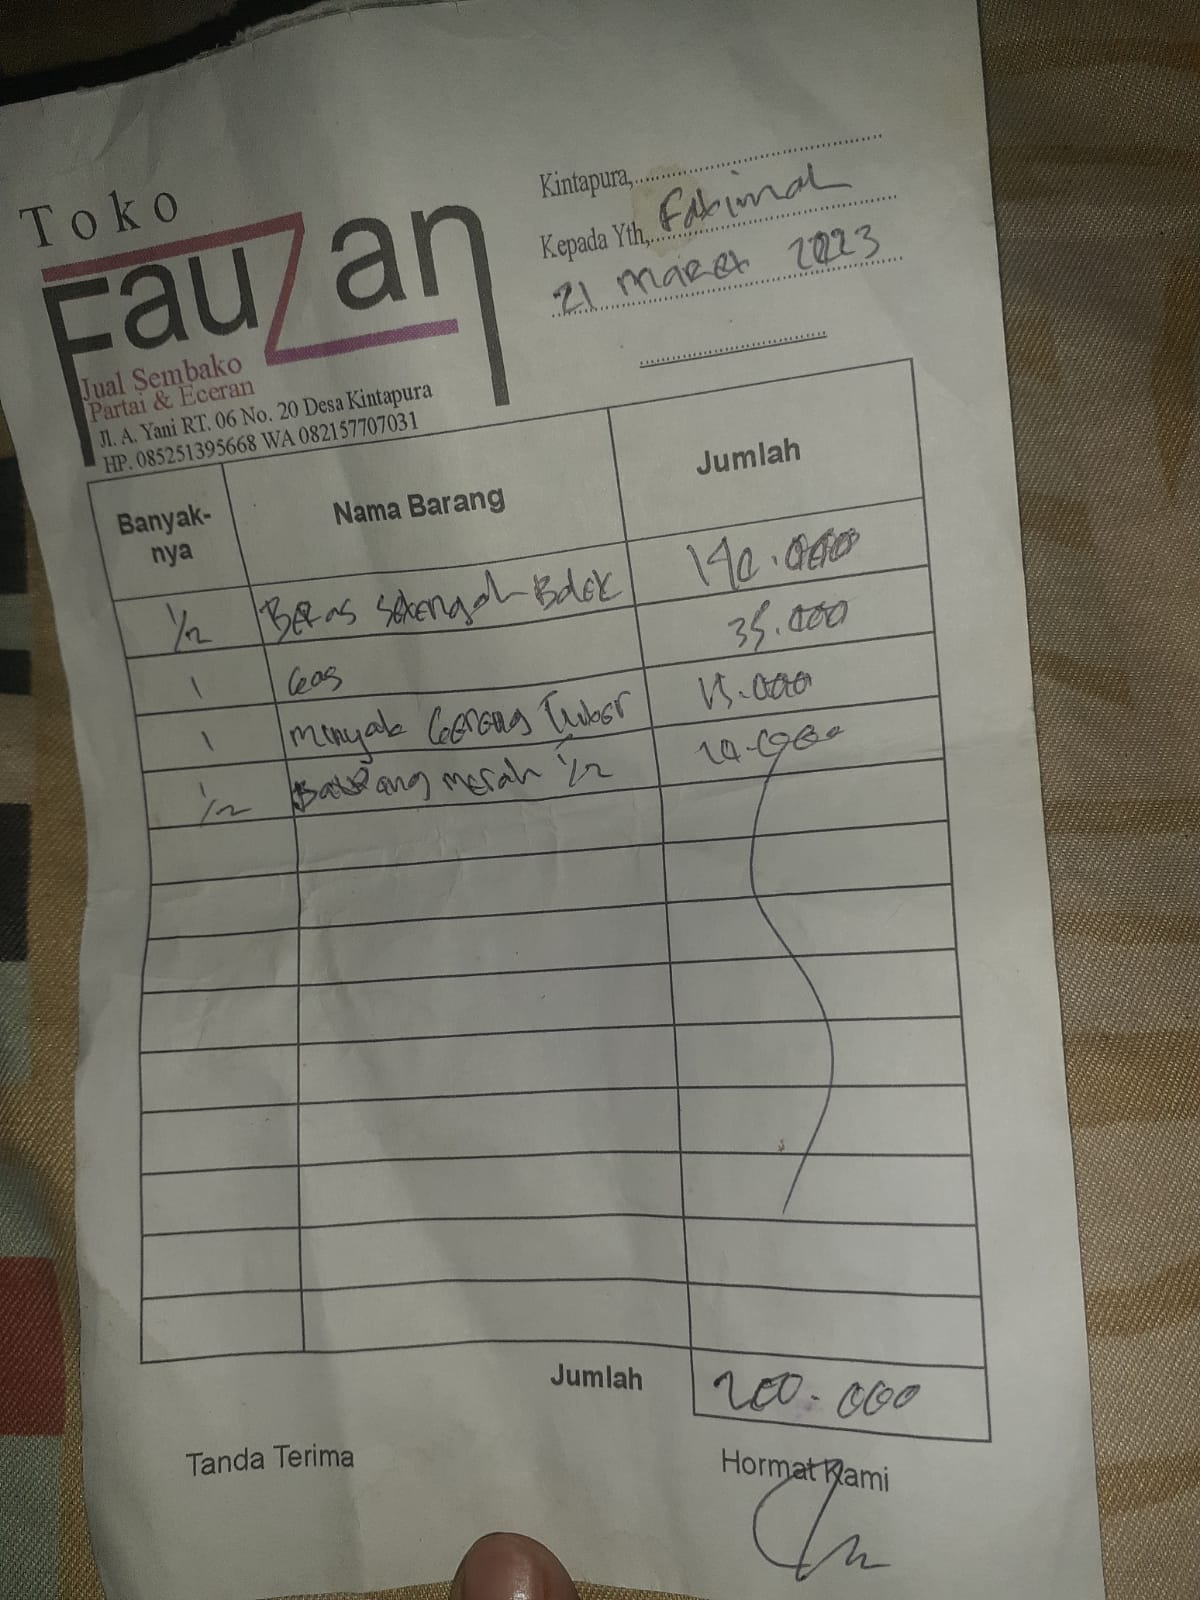 Toko
Fauzan
Jual Sembako
Partai & Eceran
Jl. A. Yani RT. 06 No. 20 Desa Kintapura
HP. 085251395668 WA 082157707031
Kintapura,
Kepada Yth, Fatimah
21 Maret 2023
Banyak-nya Nama Barang Jumlah
1/2 Beras setengah Balek 140.000
1 Gas 35.000
1 Minyak Goreng 15.000
1/2 Bawang merah 1/2 10.000
Jumlah 200.000
Tanda Terima Hormat Kami